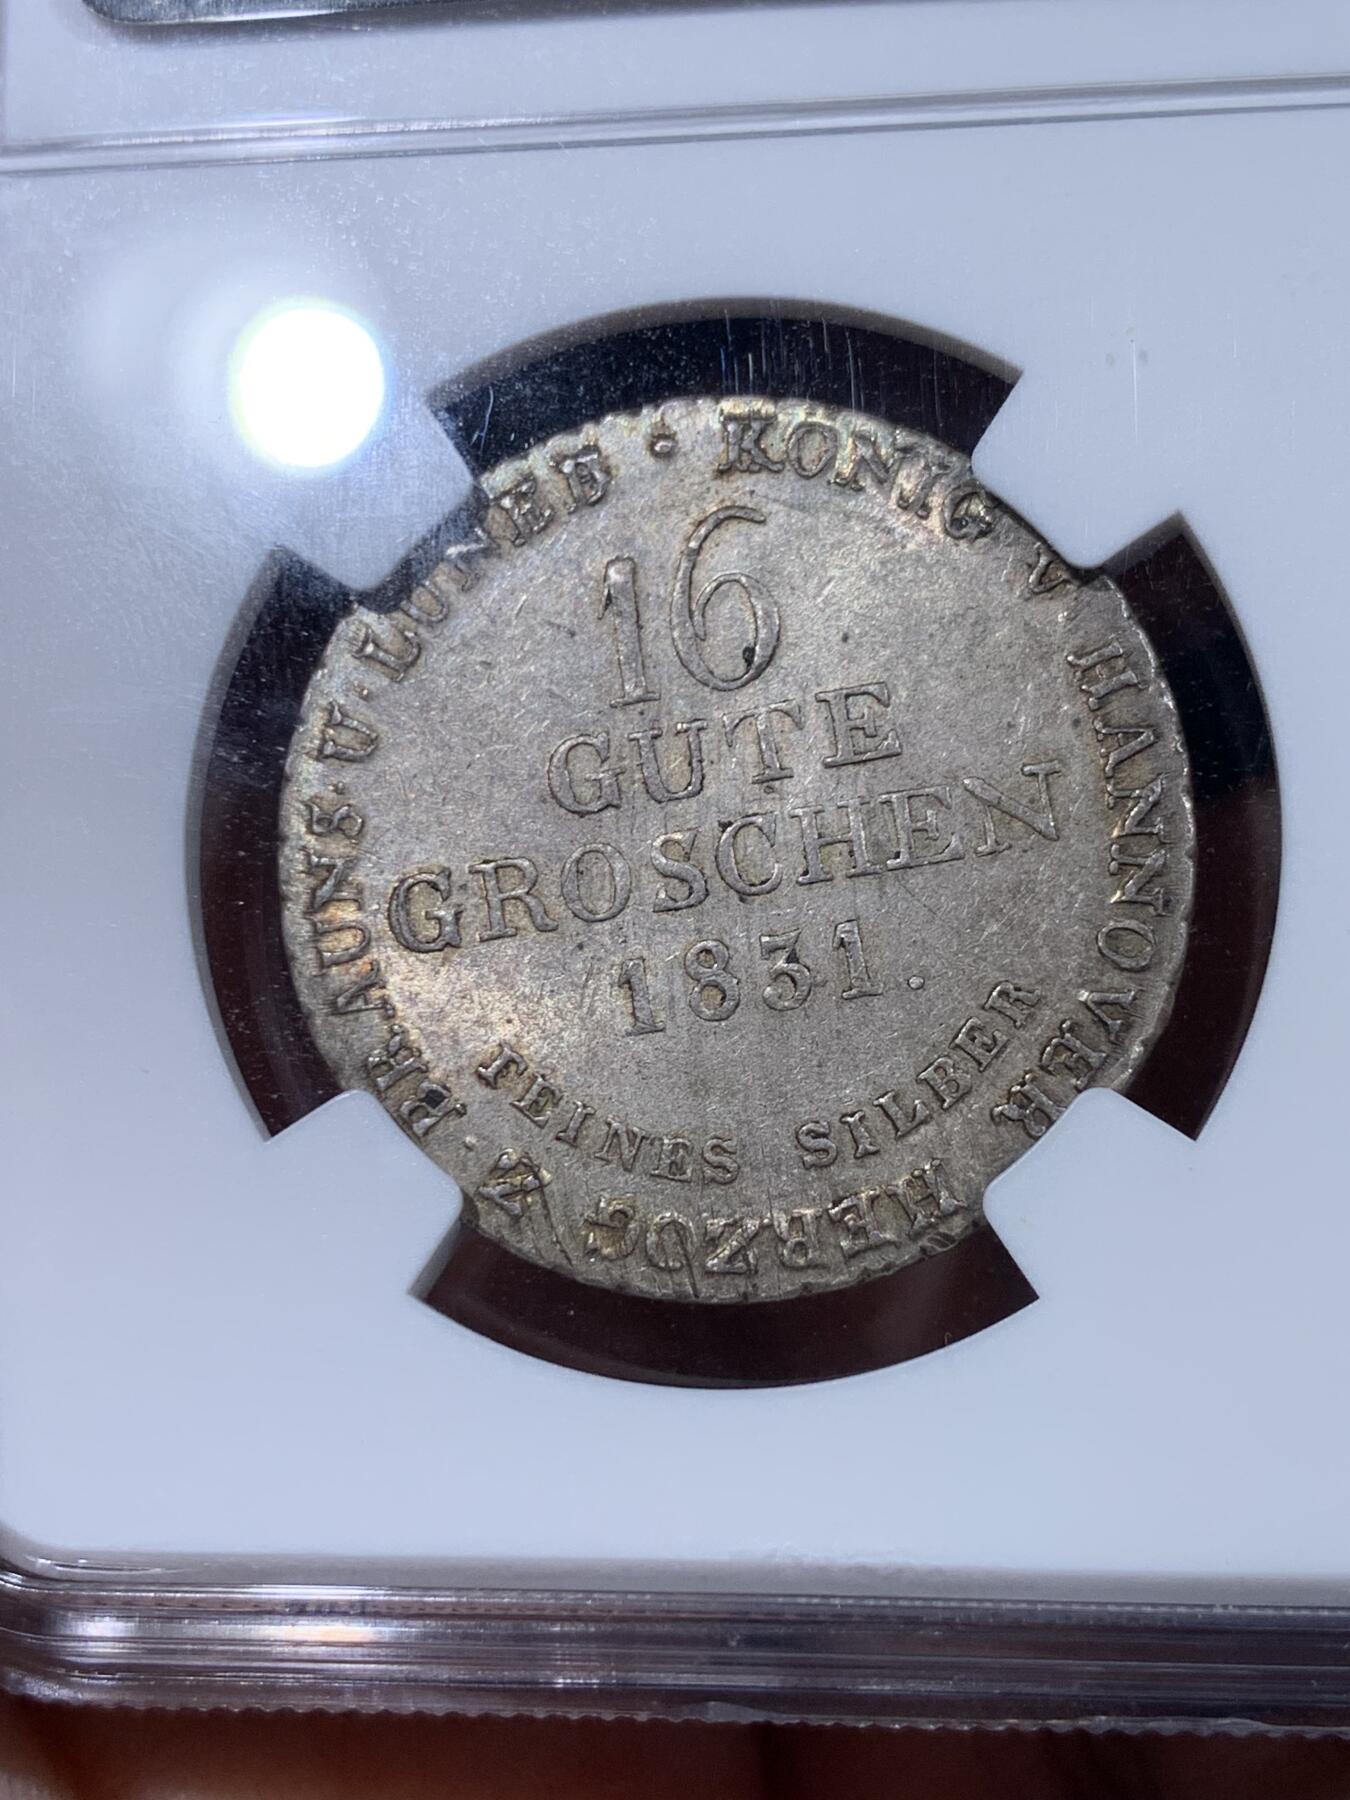 KONIG V. HANNOVER HERZOG Z. BRAUNS. U. LUNEB.
16
GUTE
GROSCHEN
1831.
FEINES SILBER